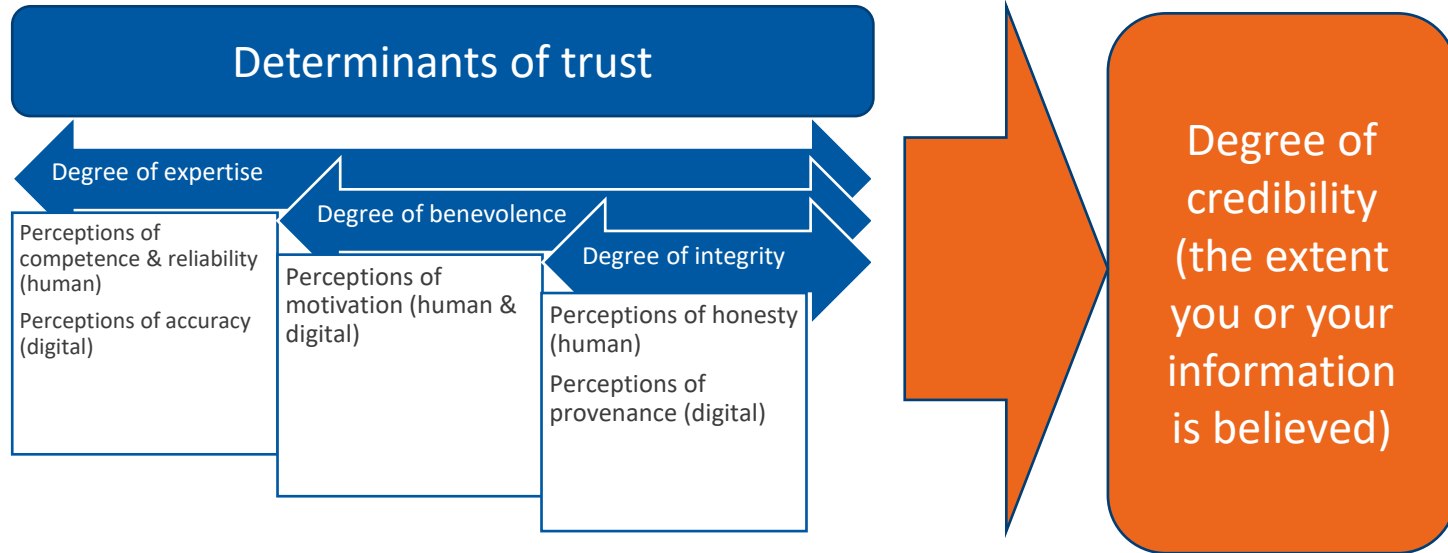 Determinants of trust
Degree of expertise
Perceptions of
competence & reliability
(human)
Perceptions of accuracy
(digital)
Degree of benevolence
Perceptions of
motivation (human &
digital)
Degree of integrity
Perceptions of honesty
(human)
Perceptions of
provenance (digital)
Degree of
credibility
(the extent
you or your
information
is believed)